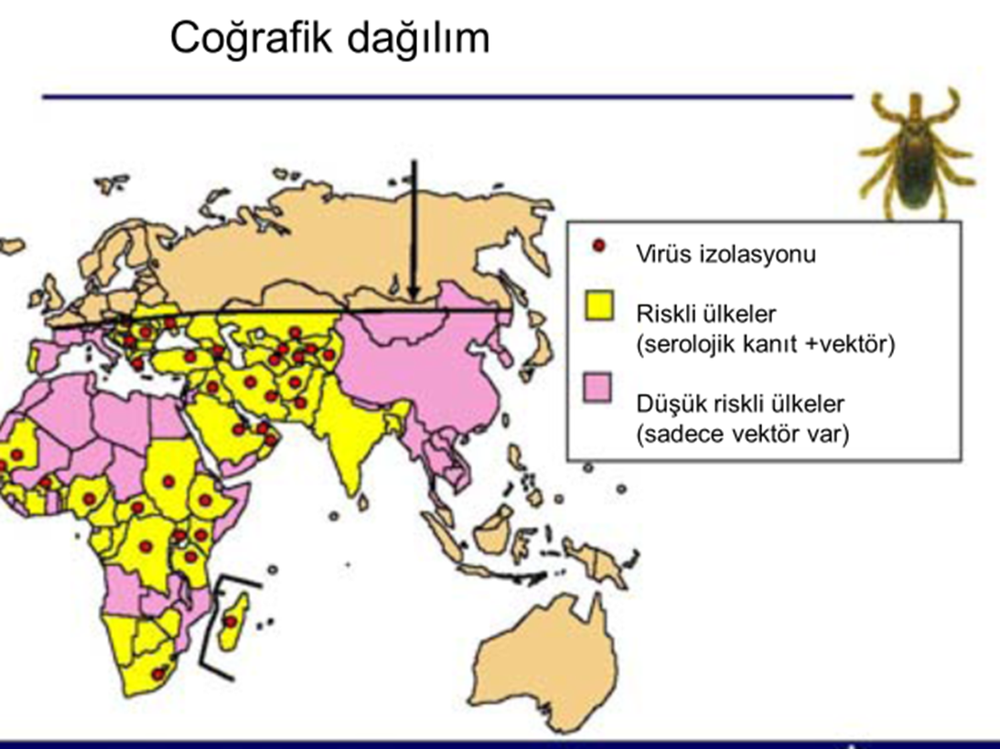 Coğrafik dağılım
Virüs izolasyonu
Riskli ülkeler
(serolojik kanıt +vektör)
Düşük riskli ülkeler
(sadece vektör var)